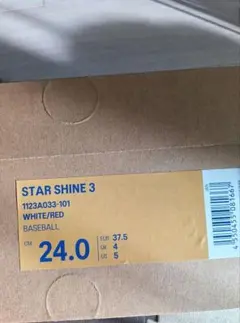 STAR SHINE 3
1123A033-101
WHITE/RED
BASEBALL
CM 24.0
EUR 37.5
UK 4
US 5